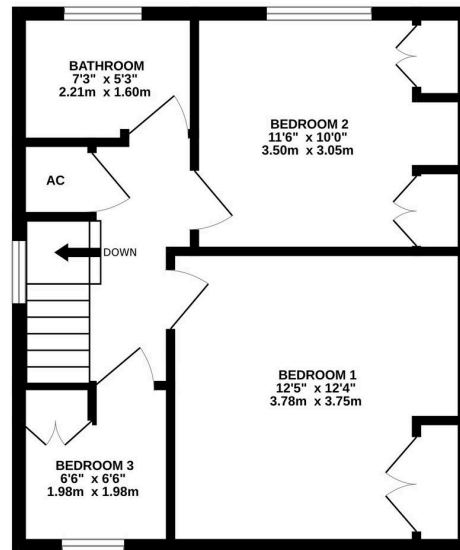 BATHROOM
7'3" x 5'3"
2.21m x 1.60m
BEDROOM 2
11'6" x 10'0"
3.50m x 3.05m
AC
DOWN
BEDROOM 1
12'5" x 12'4"
3.78m x 3.75m
BEDROOM 3
6'6" x 6'6"
1.98m x 1.98m